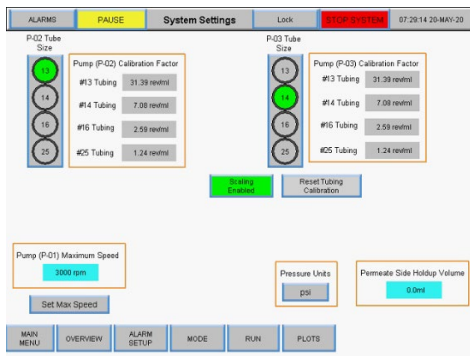 ALARMS PAUSE System Settings Lock STOP SYSTEM 07:29:14 20-MAY-20
P-02 Tube
Size
13
14
16
25
Pump (P-02) Calibration Factor
#13 Tubing 31.39 rev/ml
#14 Tubing 7.08 rev/ml
#16 Tubing 2.59 rev/ml
#25 Tubing 1.24 rev/ml
P-03 Tube
Size
13
14
16
25
Pump (P-03) Calibration Factor
#13 Tubing 31.39 rev/ml
#14 Tubing 7.08 rev/ml
#16 Tubing 2.59 rev/ml
#25 Tubing 1.24 rev/ml
Scaling
Enabled
Reset Tubing
Calibration
Pump (P-01) Maximum Speed
3000 rpm
Set Max Speed
Pressure Units
psi
Permeate Side Holdup Volume
0.0ml
MAIN
MENU
OVERVIEW
ALARM
SETUP
MODE
RUN
PLOTS